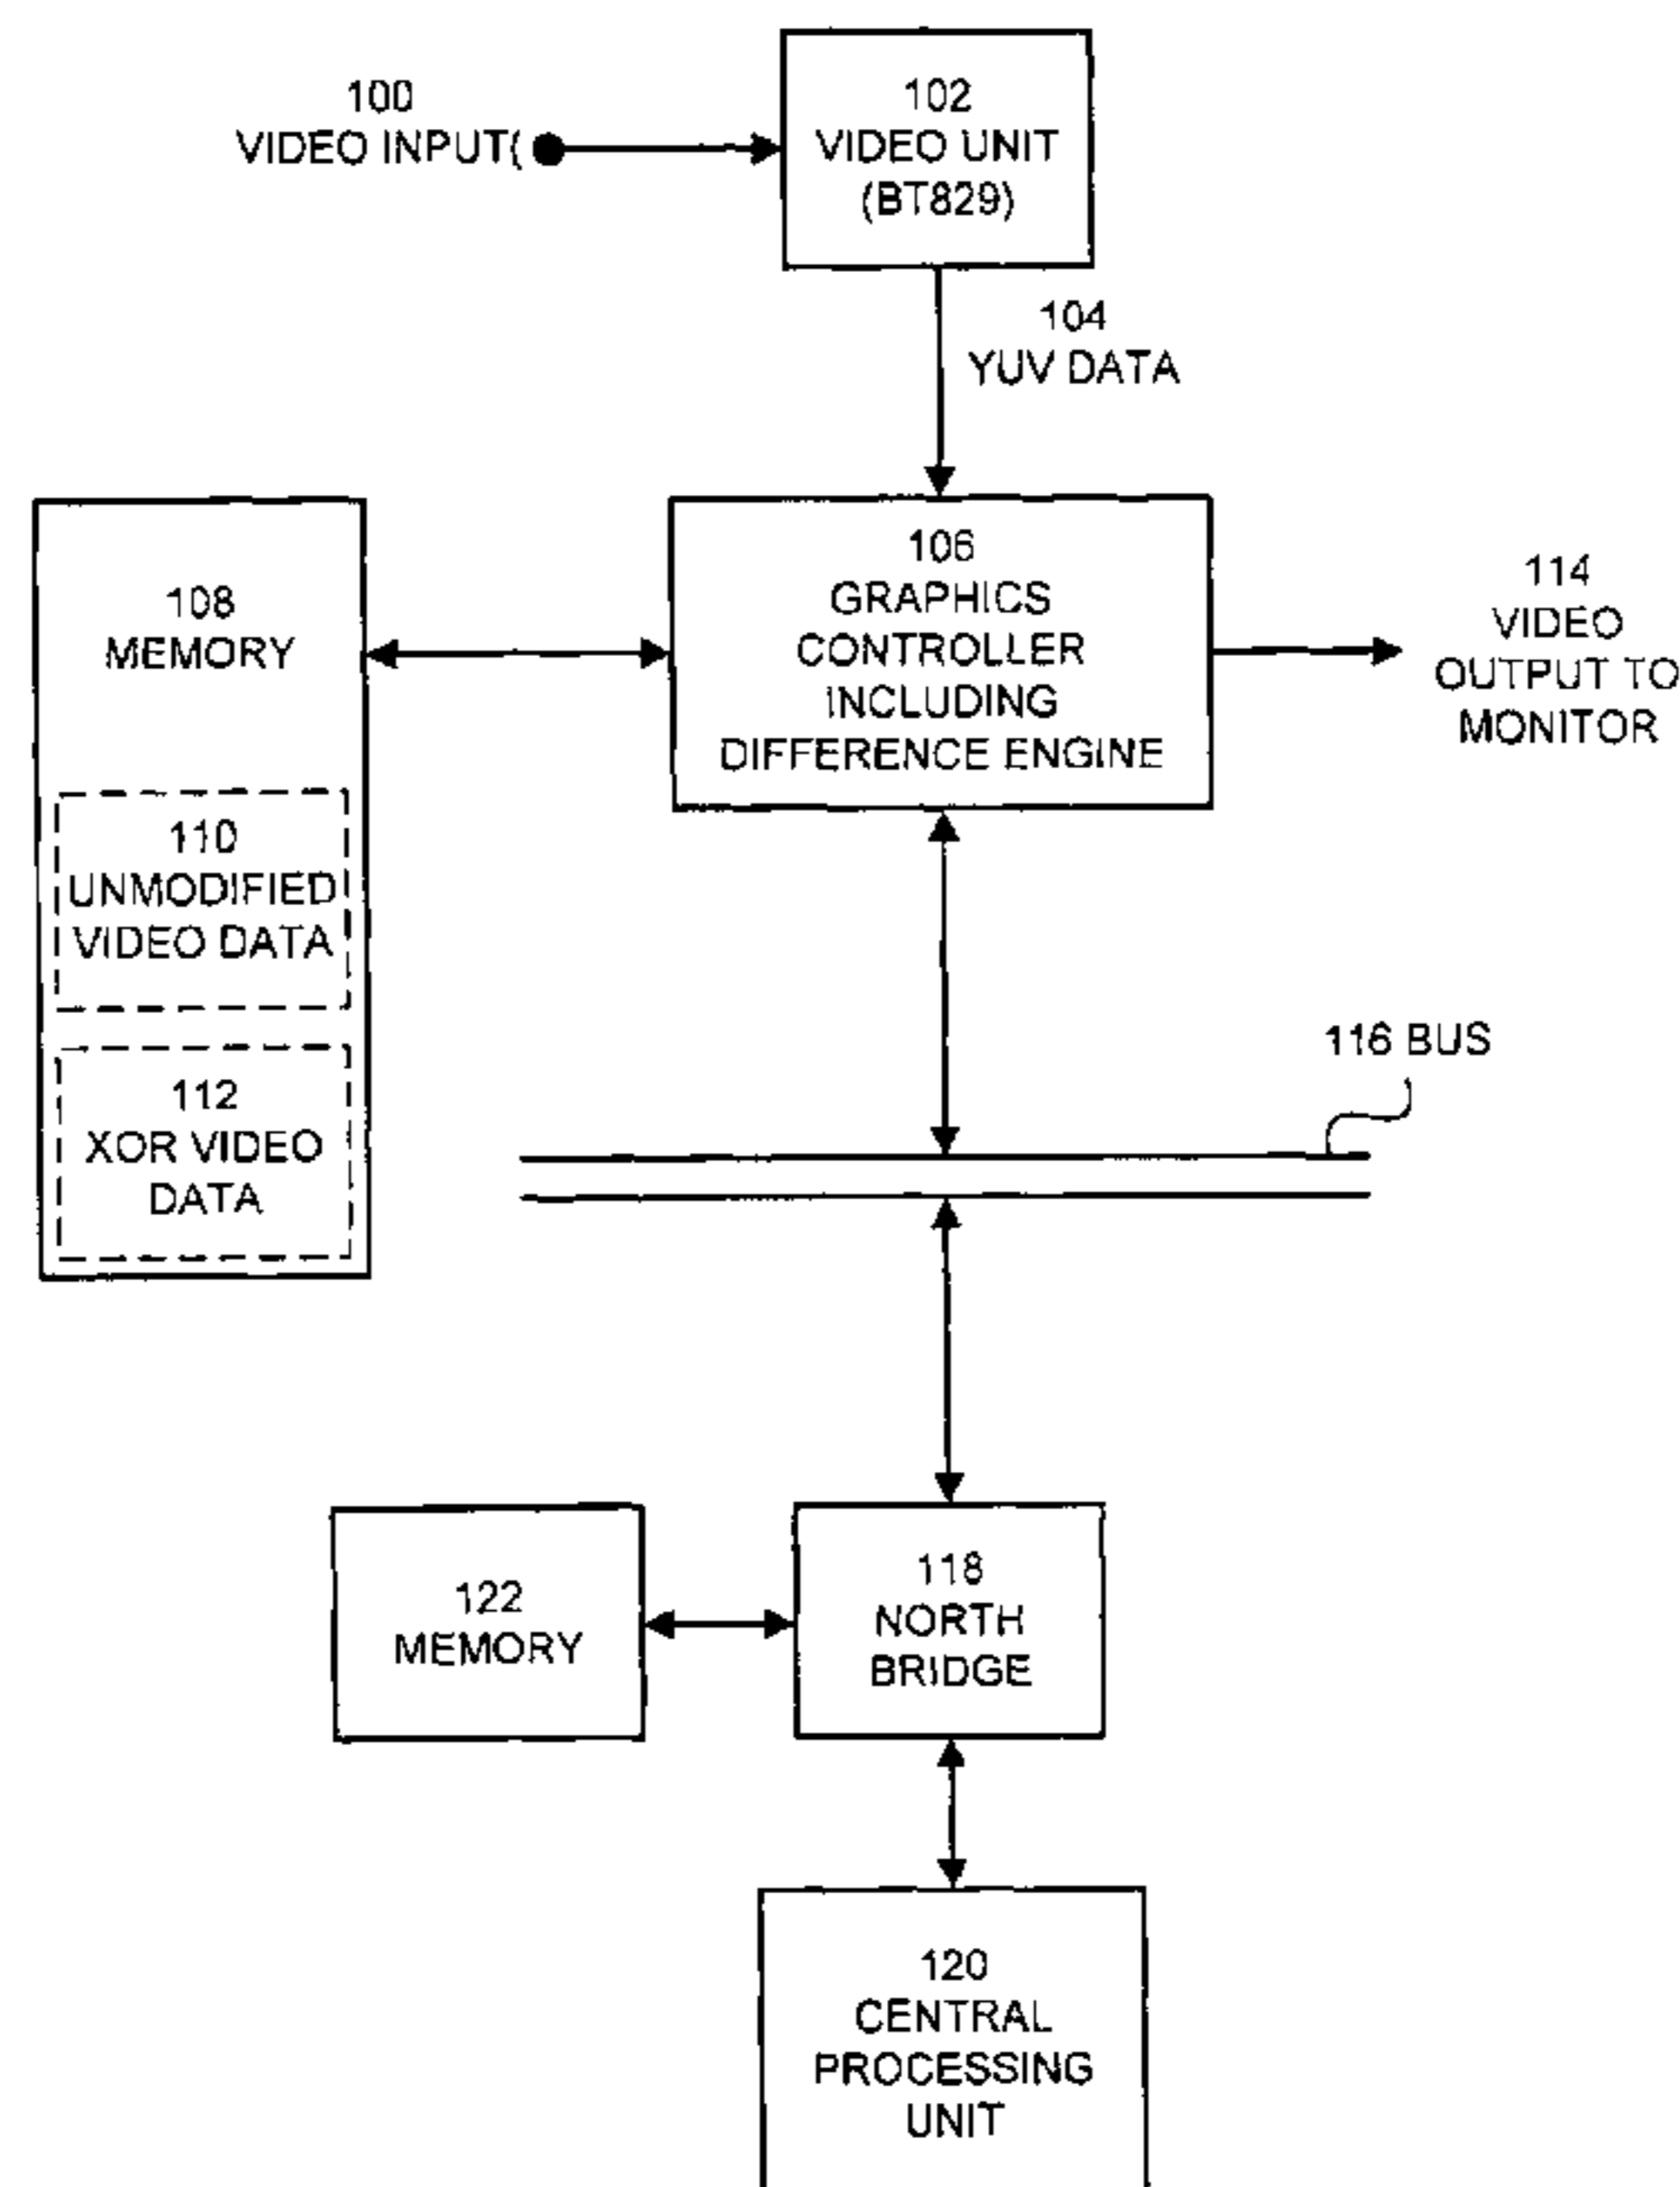 100
VIDEO INPUT(
102
VIDEO UNIT
(BT829)
104
YUV DATA
106
GRAPHICS
CONTROLLER
INCLUDING
DIFFERENCE ENGINE
108
MEMORY
110
UNMODIFIED
VIDEO DATA
112
XOR VIDEO
DATA
114
VIDEO
OUTPUT TO
MONITOR
116 BUS
122
MEMORY
118
NORTH
BRIDGE
120
CENTRAL
PROCESSING
UNIT